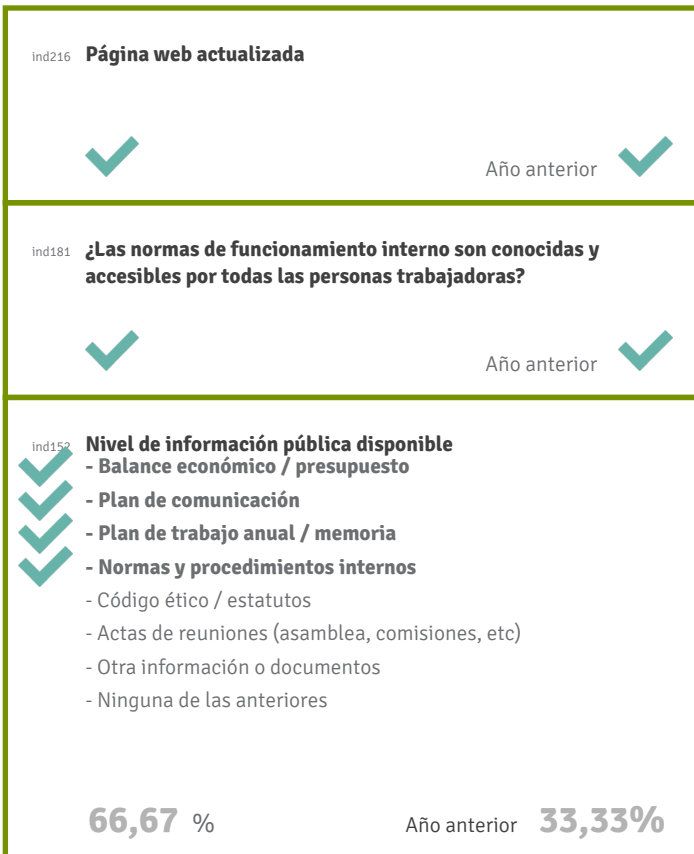 ind216 Página web actualizada
Año anterior
ind181 ¿Las normas de funcionamiento interno son conocidas y
accesibles por todas las personas trabajadoras?
Año anterior
ind152 Nivel de información pública disponible
- Balance económico / presupuesto
- Plan de comunicación
- Plan de trabajo anual / memoria
- Normas y procedimientos internos
- Código ético / estatutos
- Actas de reuniones (asamblea, comisiones, etc)
- Otra información o documentos
- Ninguna de las anteriores
66,67 % Año anterior 33,33%